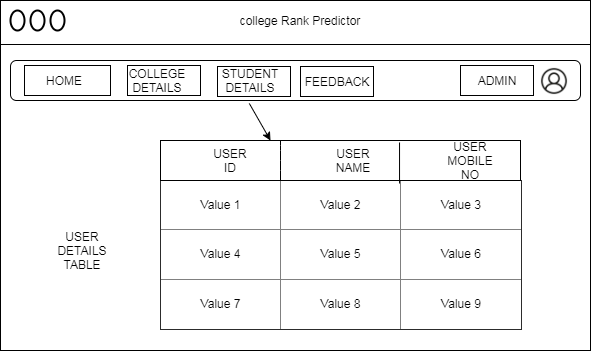 OOO
college Rank Predictor
HOME
COLLEGE
DETAILS
STUDENT
DETAILS
FEEDBACK
ADMIN
USER
ID
USER
NAME
USER
MOBILE
NO
Value 1
Value 2
Value 3
USER
DETAILS
TABLE
Value 4
Value 5
Value 6
Value 7
Value 8
Value 9